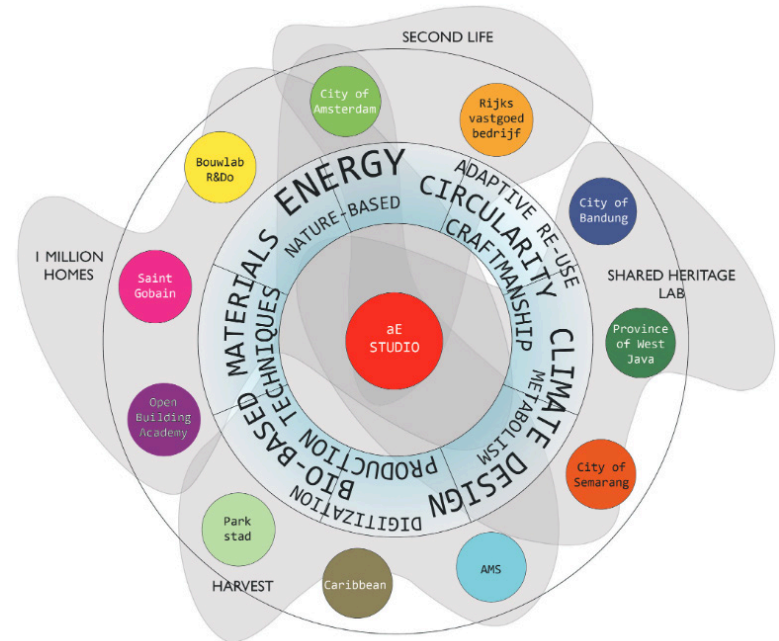 SECOND LIFE
City of
Amsterdam
Rijks
vastgoed
bedrijf
Bouwlab
R&Do
City of
Bandung
1 MILLION
HOMES
Saint
Gobain
SHARED HERITAGE
LAB
Province
of West
Java
Open
Building
Academy
City of
Semarang
Park
stad
HARVEST
Caribbean
AMS
MATERIALS
ENERGY
CIRCULARITY
CLIMATE DESIGN
BIO-BASED
NATURE-BASED
ADAPTIVE RE-USE
CRAFTMANSHIP
METABOLISM
DIGITIZATION
PRODUCTION TECHNIQUES
aE
STUDIO